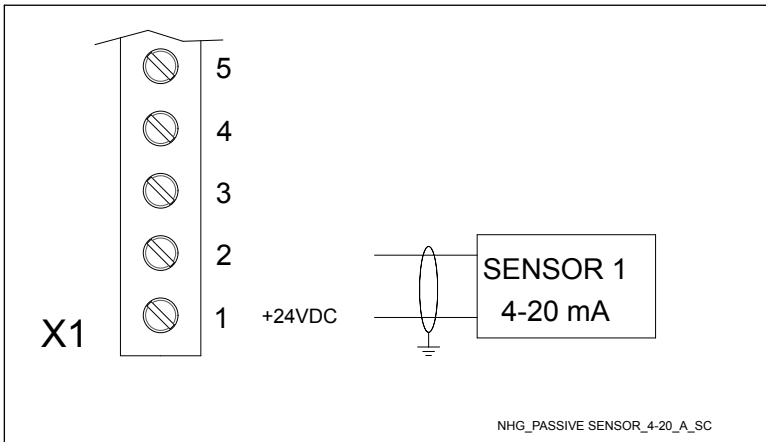 5
4
3
2
SENSOR 1
4-20 mA
1 +24VDC
X1
NHG_PASSIVE SENSOR_4-20_A_SC